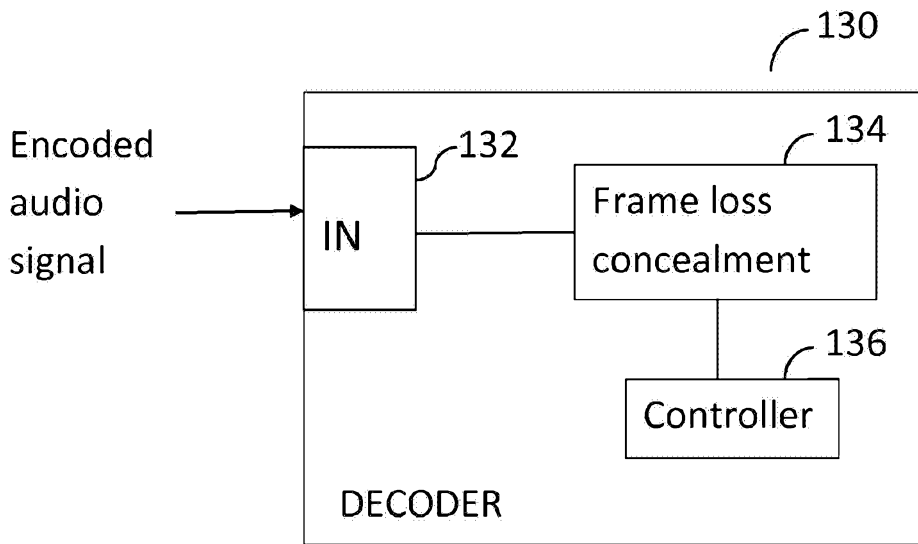 130
134
Encoded
audio
signal
132
IN
Frame loss
concealment
136
Controller
DECODER